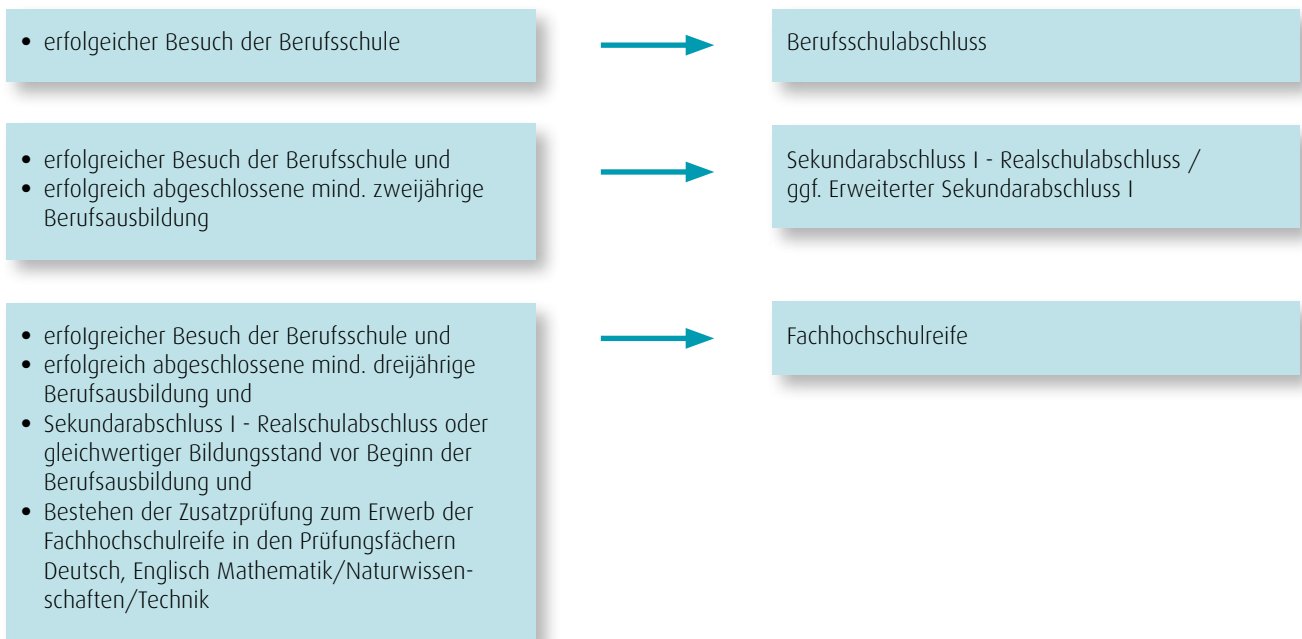 • erfolgeicher Besuch der Berufsschule
Berufsschulabschluss
• erfolgreicher Besuch der Berufsschule und
• erfolgreich abgeschlossene mind. zweijährige
Berufsausbildung
Sekundarabschluss I - Realschulabschluss /
ggf. Erweiterter Sekundarabschluss I
• erfolgreicher Besuch der Berufsschule und
• erfolgreich abgeschlossene mind. dreijährige
Berufsausbildung und
• Sekundarabschluss I - Realschulabschluss oder
gleichwertiger Bildungsstand vor Beginn der
Berufsausbildung und
• Bestehen der Zusatzprüfung zum Erwerb der
Fachhochschulreife in den Prüfungsfächern
Deutsch, Englisch Mathematik/Naturwissen-
schaften/Technik
Fachhochschulreife